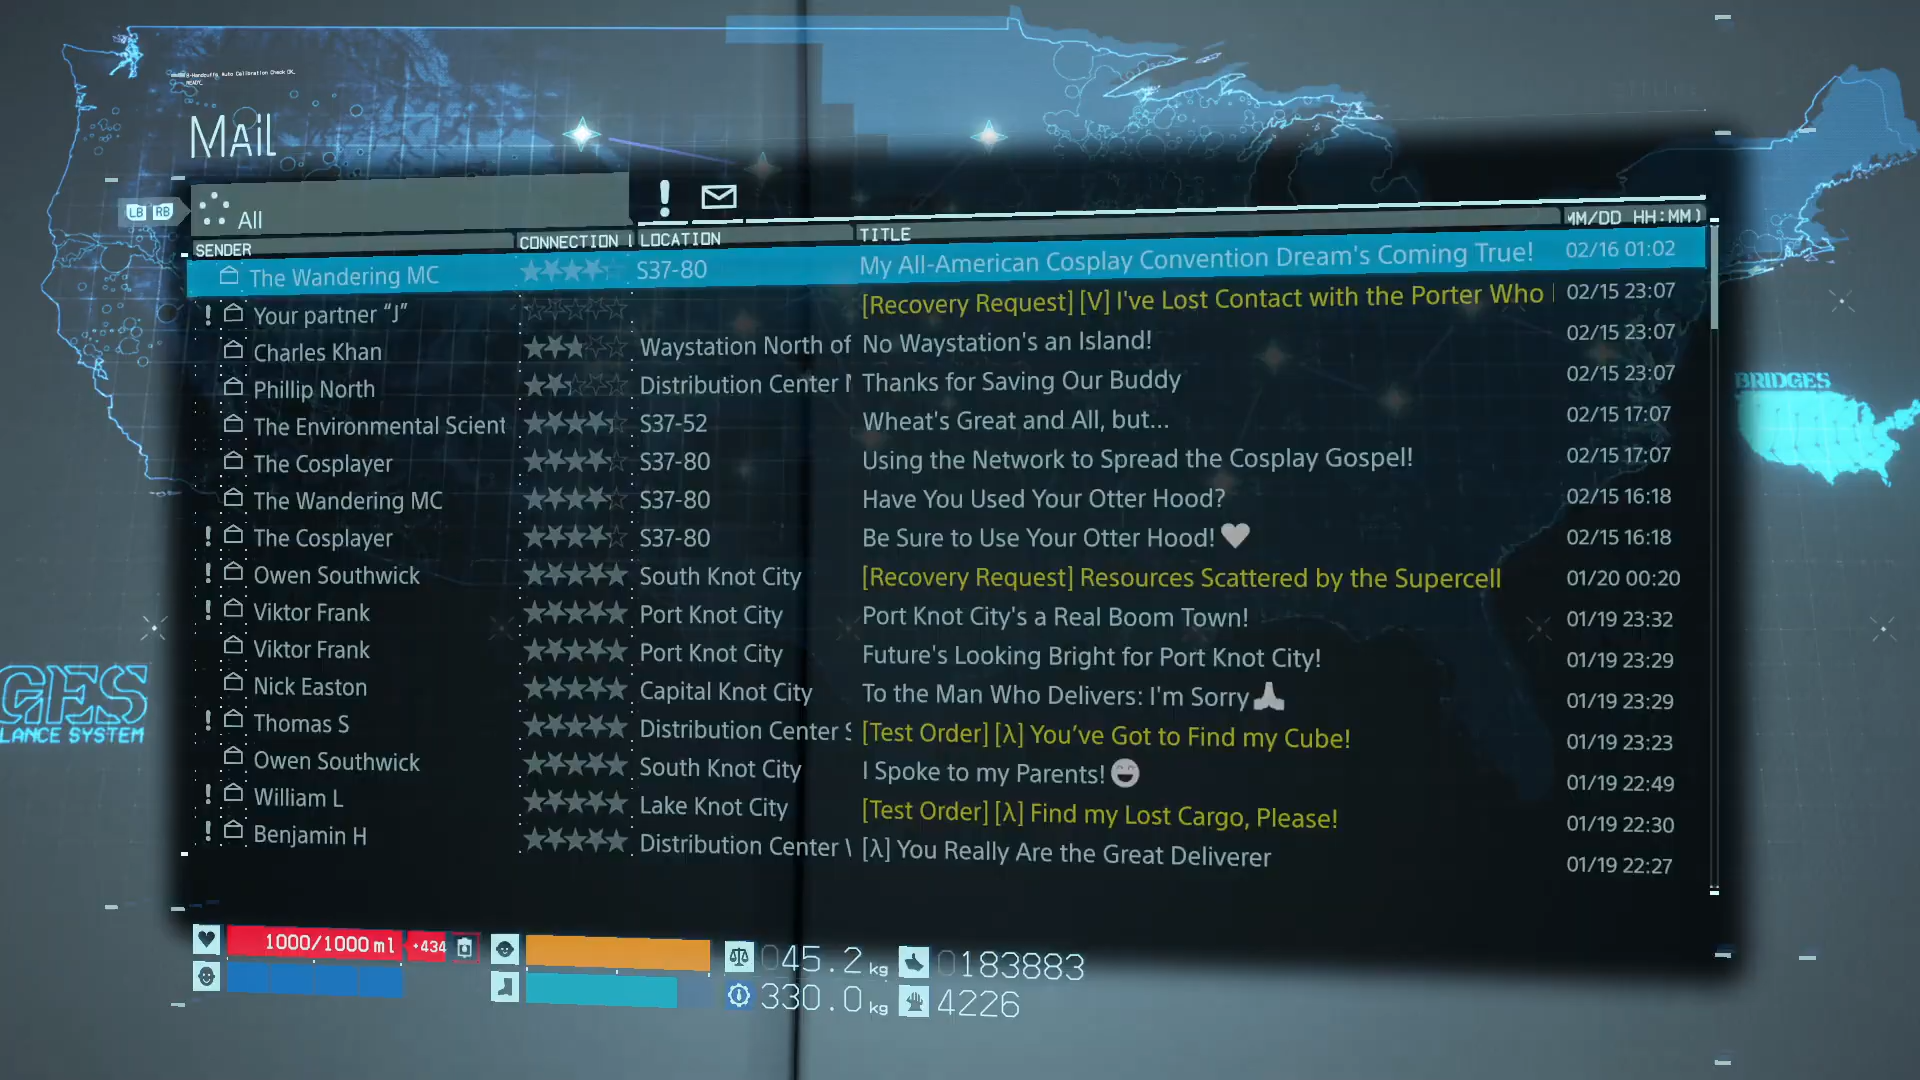 READY.
Mail
LB RB All
SENDER CONNECTION L LOCATION TITLE MM/DD HH:MM)
The Wandering MC S37-80 My All-American Cosplay Convention Dream's Coming True! 02/16 01:02
! Your partner “J” [Recovery Request] [V] I've Lost Contact with the Porter Who 02/15 23:07
Charles Khan Waystation North of No Waystation's an Island! 02/15 23:07
Phillip North Distribution Center Thanks for Saving Our Buddy 02/15 23:07
The Environmental Scient S37-52 Wheat's Great and All, but... 02/15 17:07
The Cosplayer S37-80 Using the Network to Spread the Cosplay Gospel! 02/15 17:07
The Wandering MC S37-80 Have You Used Your Otter Hood? 02/15 16:18
! The Cosplayer S37-80 Be Sure to Use Your Otter Hood! ♥ 02/15 16:18
! Owen Southwick South Knot City [Recovery Request] Resources Scattered by the Supercell 01/20 00:20
! Viktor Frank Port Knot City Port Knot City's a Real Boom Town! 01/19 23:32
Viktor Frank Port Knot City Future's Looking Bright for Port Knot City! 01/19 23:29
Nick Easton Capital Knot City To the Man Who Delivers: I'm Sorry 01/19 23:29
! Thomas S Distribution Center S [Test Order] [λ] You’ve Got to Find my Cube! 01/19 23:23
Owen Southwick South Knot City I Spoke to my Parents! 01/19 22:49
! William L Lake Knot City [Test Order] [λ] Find my Lost Cargo, Please! 01/19 22:30
! Benjamin H Distribution Center [λ] You Really Are the Great Deliverer 01/19 22:27
BRIDGES
GES
LANCE SYSTEM
1000/1000 ml +434
045.2 kg 0183883
330.0 kg 4226